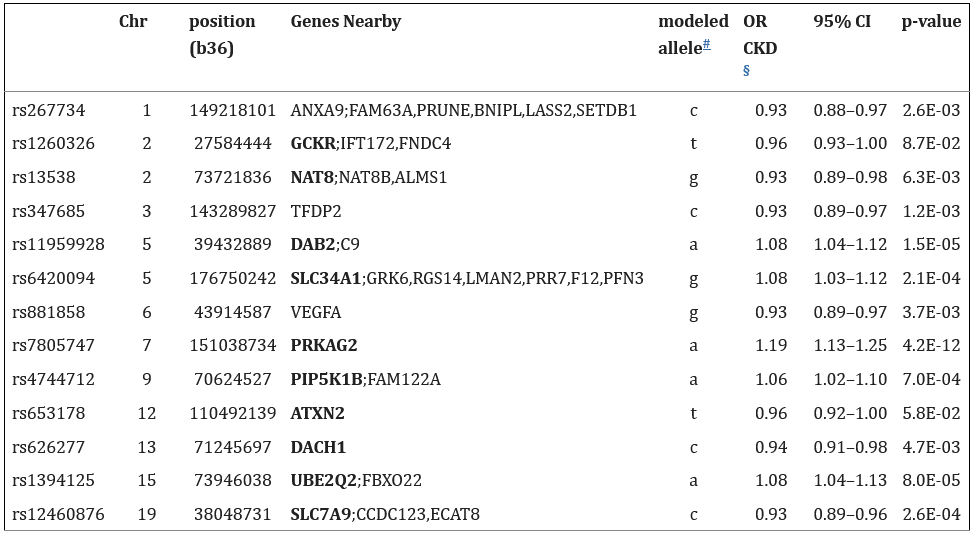 Chr position (b36) Genes Nearby modeled allele# OR CKD § 95% CI p-value
rs267734 1 149218101 ANXA9;FAM63A,PRUNE,BNIPL,LASS2,SETDB1 c 0.93 0.88–0.97 2.6E-03
rs1260326 2 27584444 GCKR;IFT172,FNDC4 t 0.96 0.93–1.00 8.7E-02
rs13538 2 73721836 NAT8;NAT8B,ALMS1 g 0.93 0.89–0.98 6.3E-03
rs347685 3 143289827 TFDP2 c 0.93 0.89–0.97 1.2E-03
rs11959928 5 39432889 DAB2;C9 a 1.08 1.04–1.12 1.5E-05
rs6420094 5 176750242 SLC34A1;GRK6,RGS14,LMAN2,PRR7,F12,PFN3 g 1.08 1.03–1.12 2.1E-04
rs881858 6 43914587 VEGFA g 0.93 0.89–0.97 3.7E-03
rs7805747 7 151038734 PRKAG2 a 1.19 1.13–1.25 4.2E-12
rs4744712 9 70624527 PIP5K1B;FAM122A a 1.06 1.02–1.10 7.0E-04
rs653178 12 110492139 ATXN2 t 0.96 0.92–1.00 5.8E-02
rs626277 13 71245697 DACH1 c 0.94 0.91–0.98 4.7E-03
rs1394125 15 73946038 UBE2Q2;FBXO22 a 1.08 1.04–1.13 8.0E-05
rs12460876 19 38048731 SLC7A9;CCDC123,ECAT8 c 0.93 0.89–0.96 2.6E-04